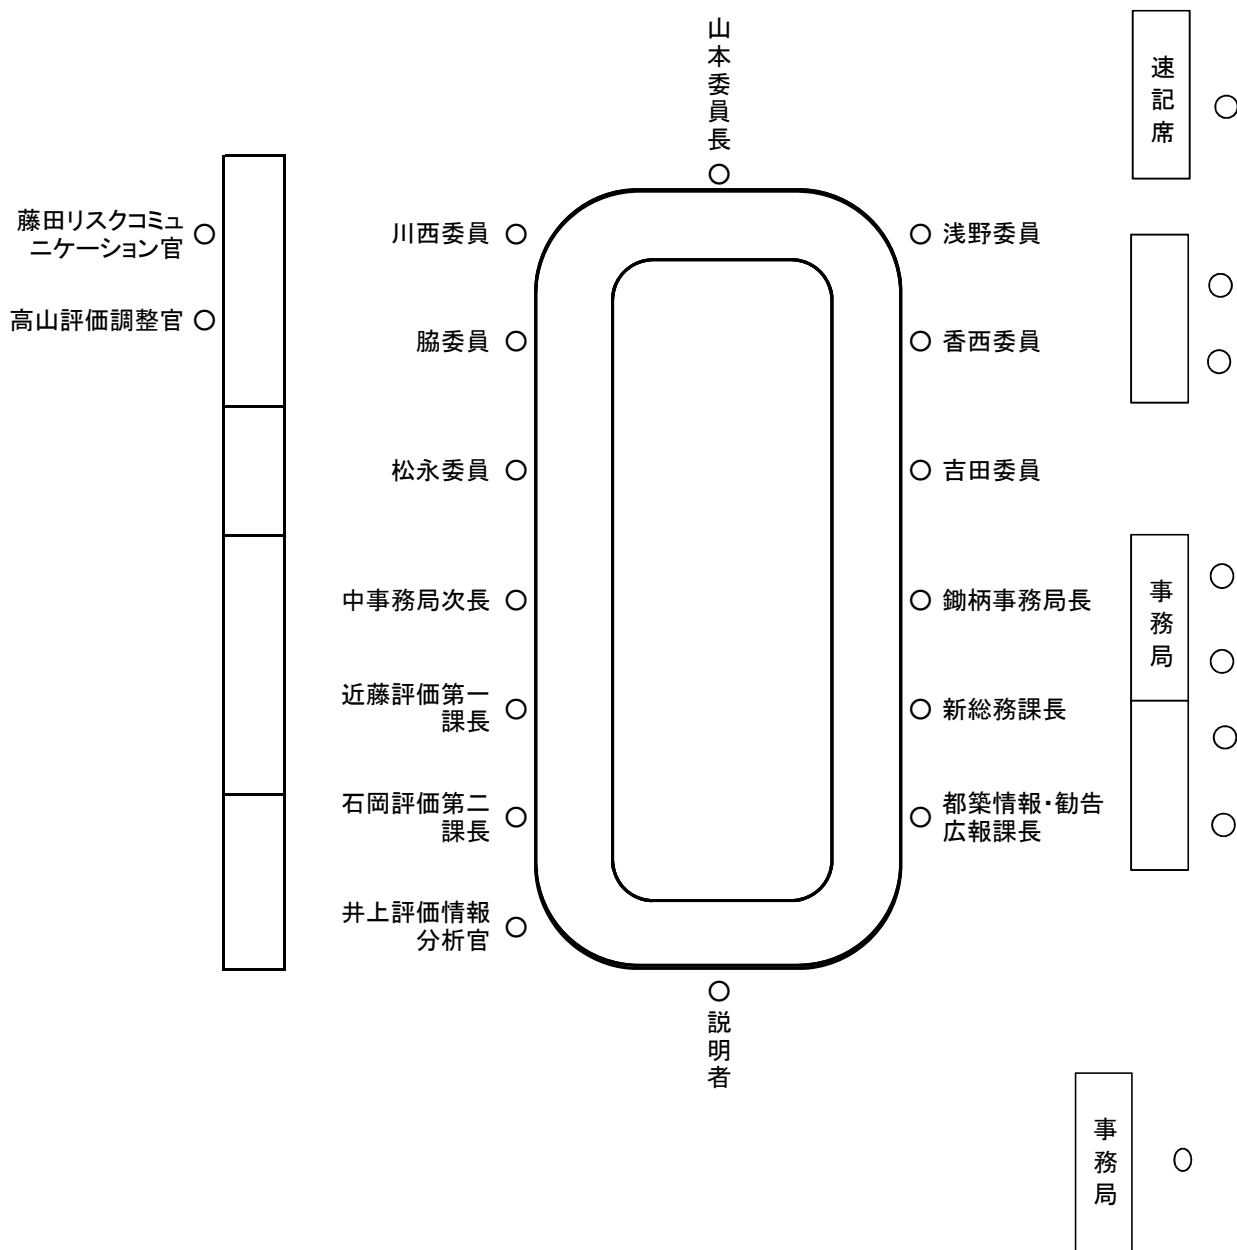 山本委員長
速記席
藤田リスクコミュ
ニケーション官
川西委員
浅野委員
高山評価調整官
脇委員
香西委員
松永委員
吉田委員
中事務局次長
鋤柄事務局長
事務局
近藤評価第一
課長
新総務課長
石岡評価第二
課長
都築情報・勧告
広報課長
井上評価情報
分析官
説明者
事務局